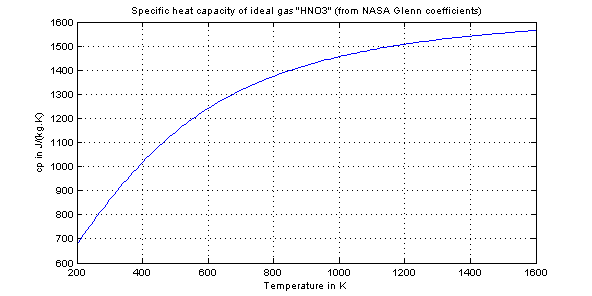 Specific heat capacity of ideal gas "HNO3" (from NASA Glenn coefficients)
1600
1500
1400
1300
1200
1100
1000
900
800
700
600
cp in J/(kg.K)
200 400 600 800 1000 1200 1400 1600
Temperature in K